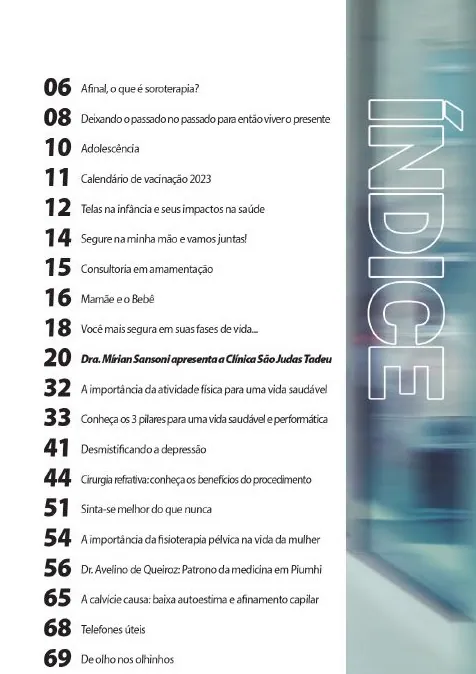 ÍNDICE
06 Afinal, o que é soroterapia?
08 Deixando o passado no passado para então viver o presente
10 Adolescência
11 Calendário de vacinação 2023
12 Telas na infância e seus impactos na saúde
14 Segure na minha mão e vamos juntas!
15 Consultoria em amamentação
16 Mamãe e o Bebê
18 Você mais segura em suas fases de vida...
20 Dra. Mírian Sansoni apresenta a Clínica São Judas Tadeu
32 A importância da atividade física para uma vida saudável
33 Conheça os 3 pilares para uma vida saudável e performática
41 Desmistificando a depressão
44 Cirurgia refrativa: conheça os benefícios do procedimento
51 Sinta-se melhor do que nunca
54 A importância da fisioterapia pélvica na vida da mulher
56 Dr. Avelino de Queiroz: Patrono da medicina em Piumhi
65 A calvície causa: baixa autoestima e afinamento capilar
68 Telefones úteis
69 De olho nos olhinhos